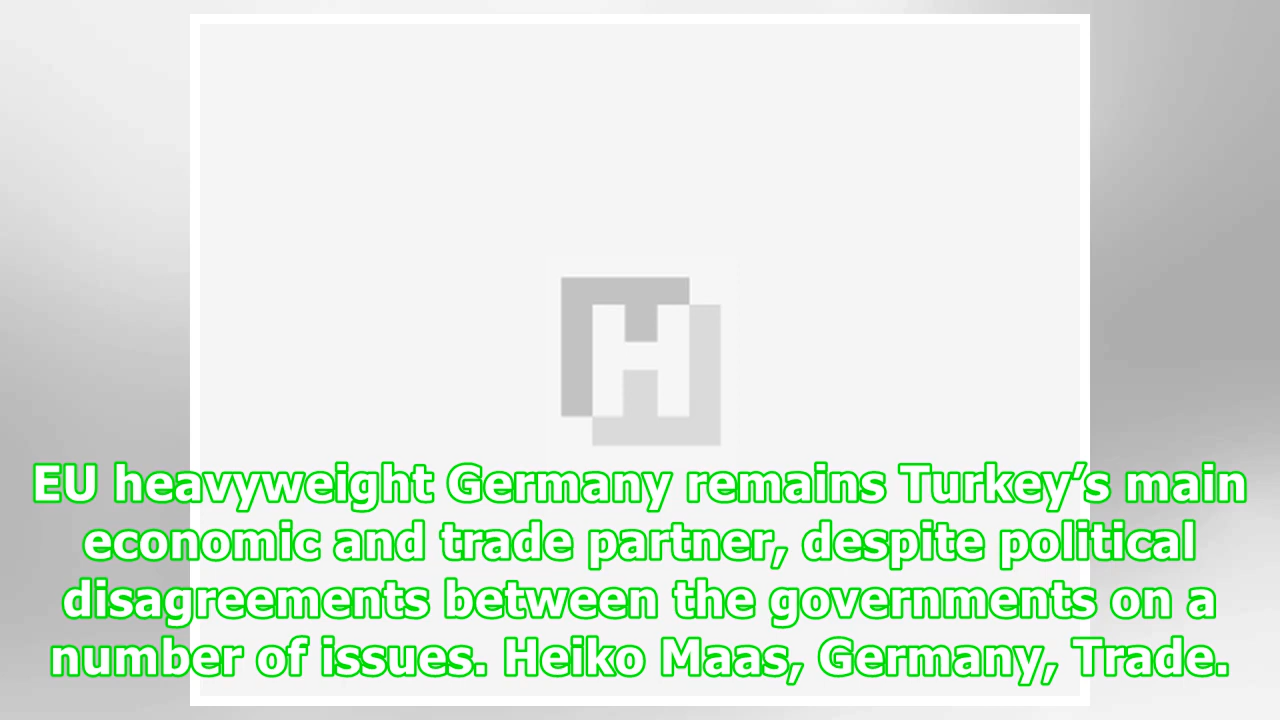 H
EU heavyweight Germany remains Turkey’s main
economic and trade partner, despite political
disagreements between the governments on a
number of issues. Heiko Maas, Germany, Trade.